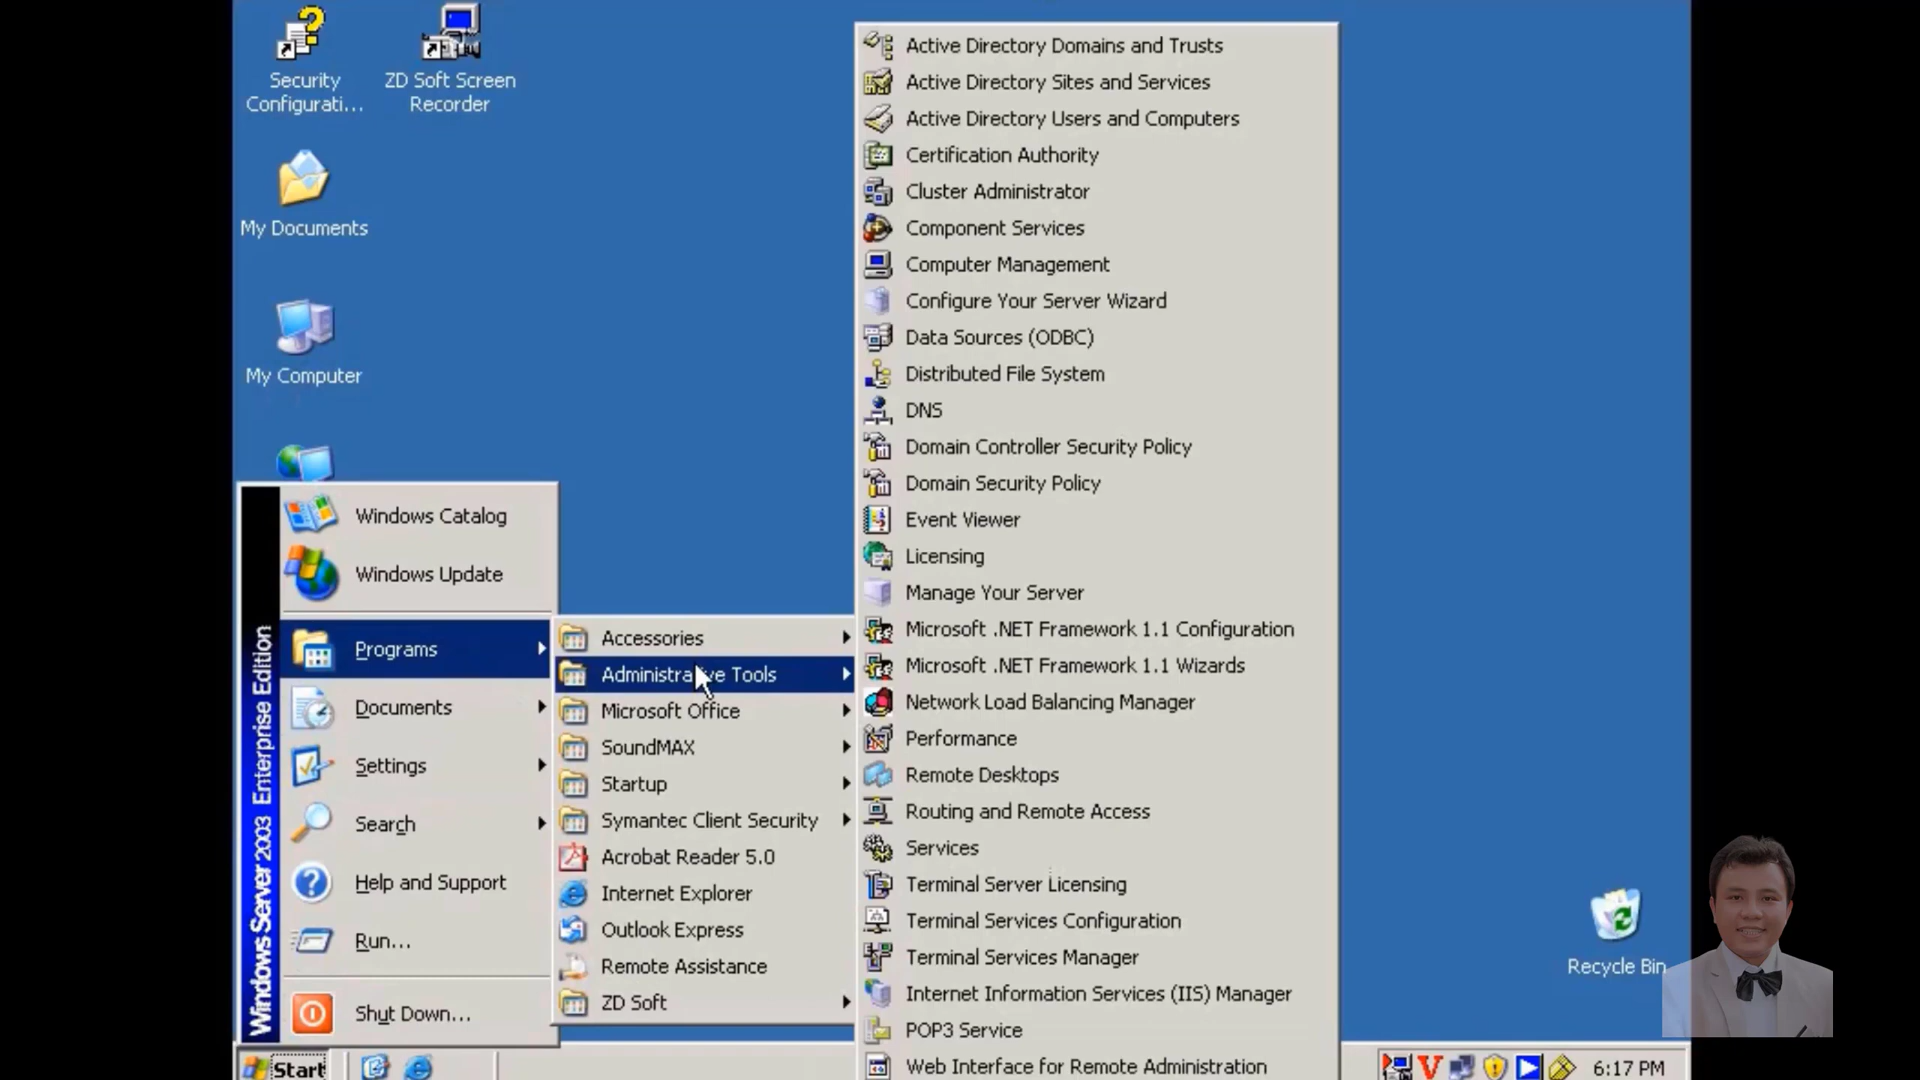 Security
Configurati...
ZD Soft Screen
Recorder
My Documents
My Computer
Windows Server 2003 Enterprise Edition
Windows Catalog
Windows Update
Programs
Documents
Settings
Search
Help and Support
Run...
Shut Down...
Accessories
Administrative Tools
Microsoft Office
SoundMAX
Startup
Symantec Client Security
Acrobat Reader 5.0
Internet Explorer
Outlook Express
Remote Assistance
ZD Soft
Active Directory Domains and Trusts
Active Directory Sites and Services
Active Directory Users and Computers
Certification Authority
Cluster Administrator
Component Services
Computer Management
Configure Your Server Wizard
Data Sources (ODBC)
Distributed File System
DNS
Domain Controller Security Policy
Domain Security Policy
Event Viewer
Licensing
Manage Your Server
Microsoft .NET Framework 1.1 Configuration
Microsoft .NET Framework 1.1 Wizards
Network Load Balancing Manager
Performance
Remote Desktops
Routing and Remote Access
Services
Terminal Server Licensing
Terminal Services Configuration
Terminal Services Manager
Internet Information Services (IIS) Manager
POP3 Service
Web Interface for Remote Administration
Recycle Bin
Start
6:17 PM